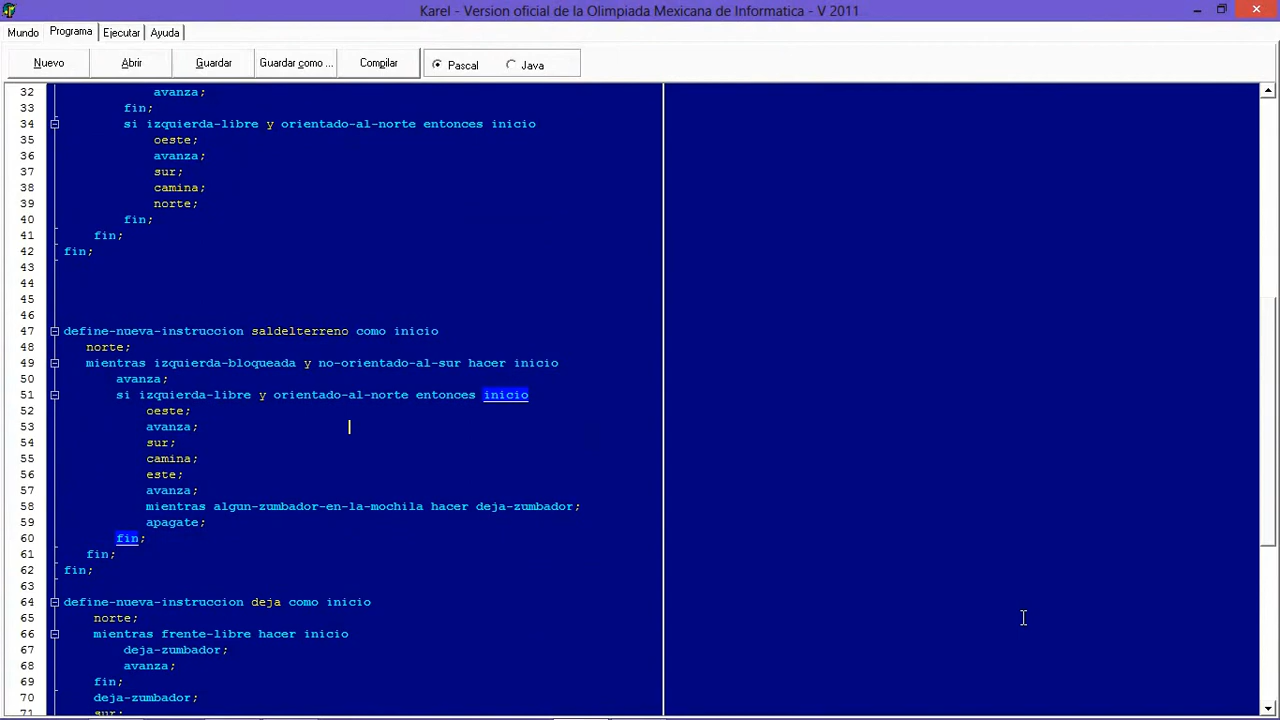 Karel - Version oficial de la Olimpiada Mexicana de Informatica - V 2011
Mundo Programa Ejecutar Ayuda
Nuevo Abrir Guardar Guardar como ... Compilar Pascal Java
32 avanza;
33 fin;
34 si izquierda-libre y orientado-al-norte entonces inicio
35 oeste;
36 avanza;
37 sur;
38 camina;
39 norte;
40 fin;
41 fin;
42 fin;
43
44
45
46
47 define-nueva-instruccion saldelterreno como inicio
48 norte;
49 mientras izquierda-bloqueada y no-orientado-al-sur hacer inicio
50 avanza;
51 si izquierda-libre y orientado-al-norte entonces inicio
52 oeste;
53 avanza;
54 sur;
55 camina;
56 este;
57 avanza;
58 mientras algun-zumbador-en-la-mochila hacer deja-zumbador;
59 apagate;
60 fin;
61 fin;
62 fin;
63
64 define-nueva-instruccion deja como inicio
65 norte;
66 mientras frente-libre hacer inicio
67 deja-zumbador;
68 avanza;
69 fin;
70 deja-zumbador;
71 sur;